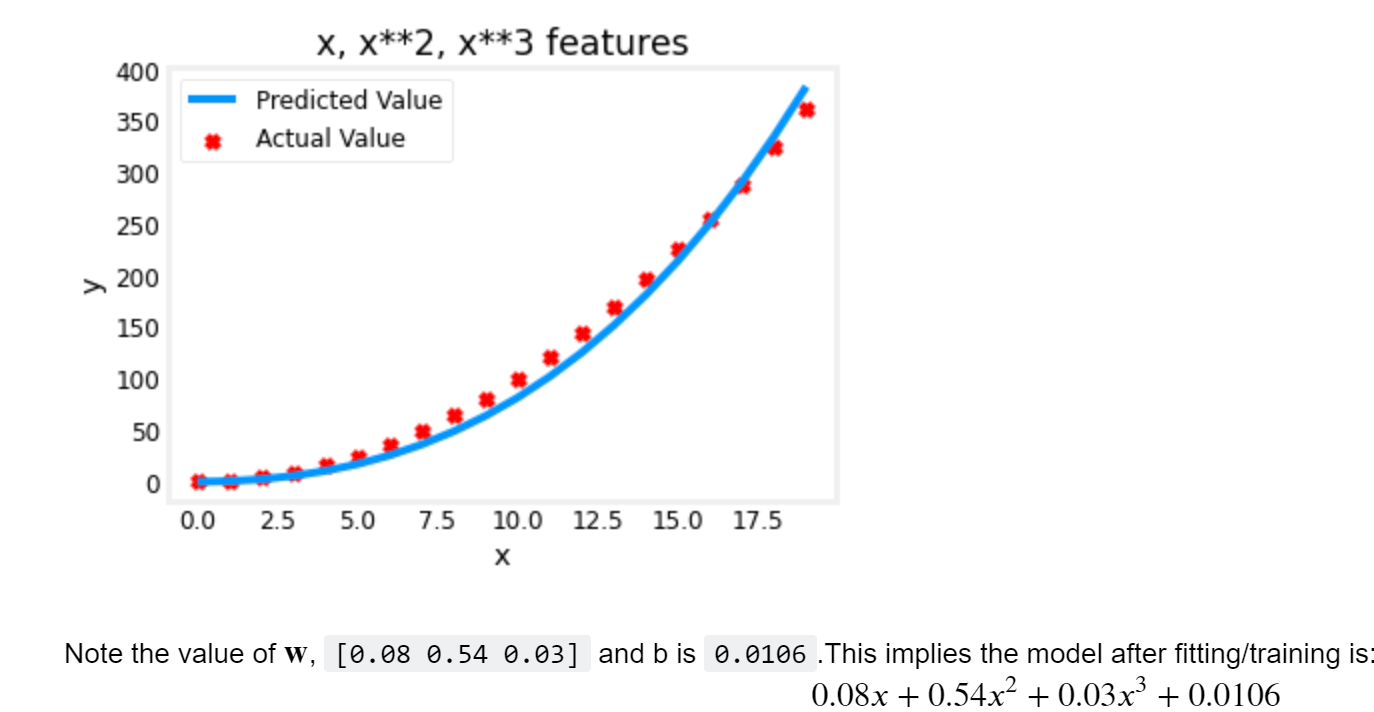 x, x**2, x**3 features
400
350
300
250
200
150
100
50
0
y
Predicted Value
Actual Value
0.0 2.5 5.0 7.5 10.0 12.5 15.0 17.5
x
Note the value of w, [0.08 0.54 0.03] and b is 0.0106 .This implies the model after fitting/training is:
0.08x + 0.54x² + 0.03x³ + 0.0106